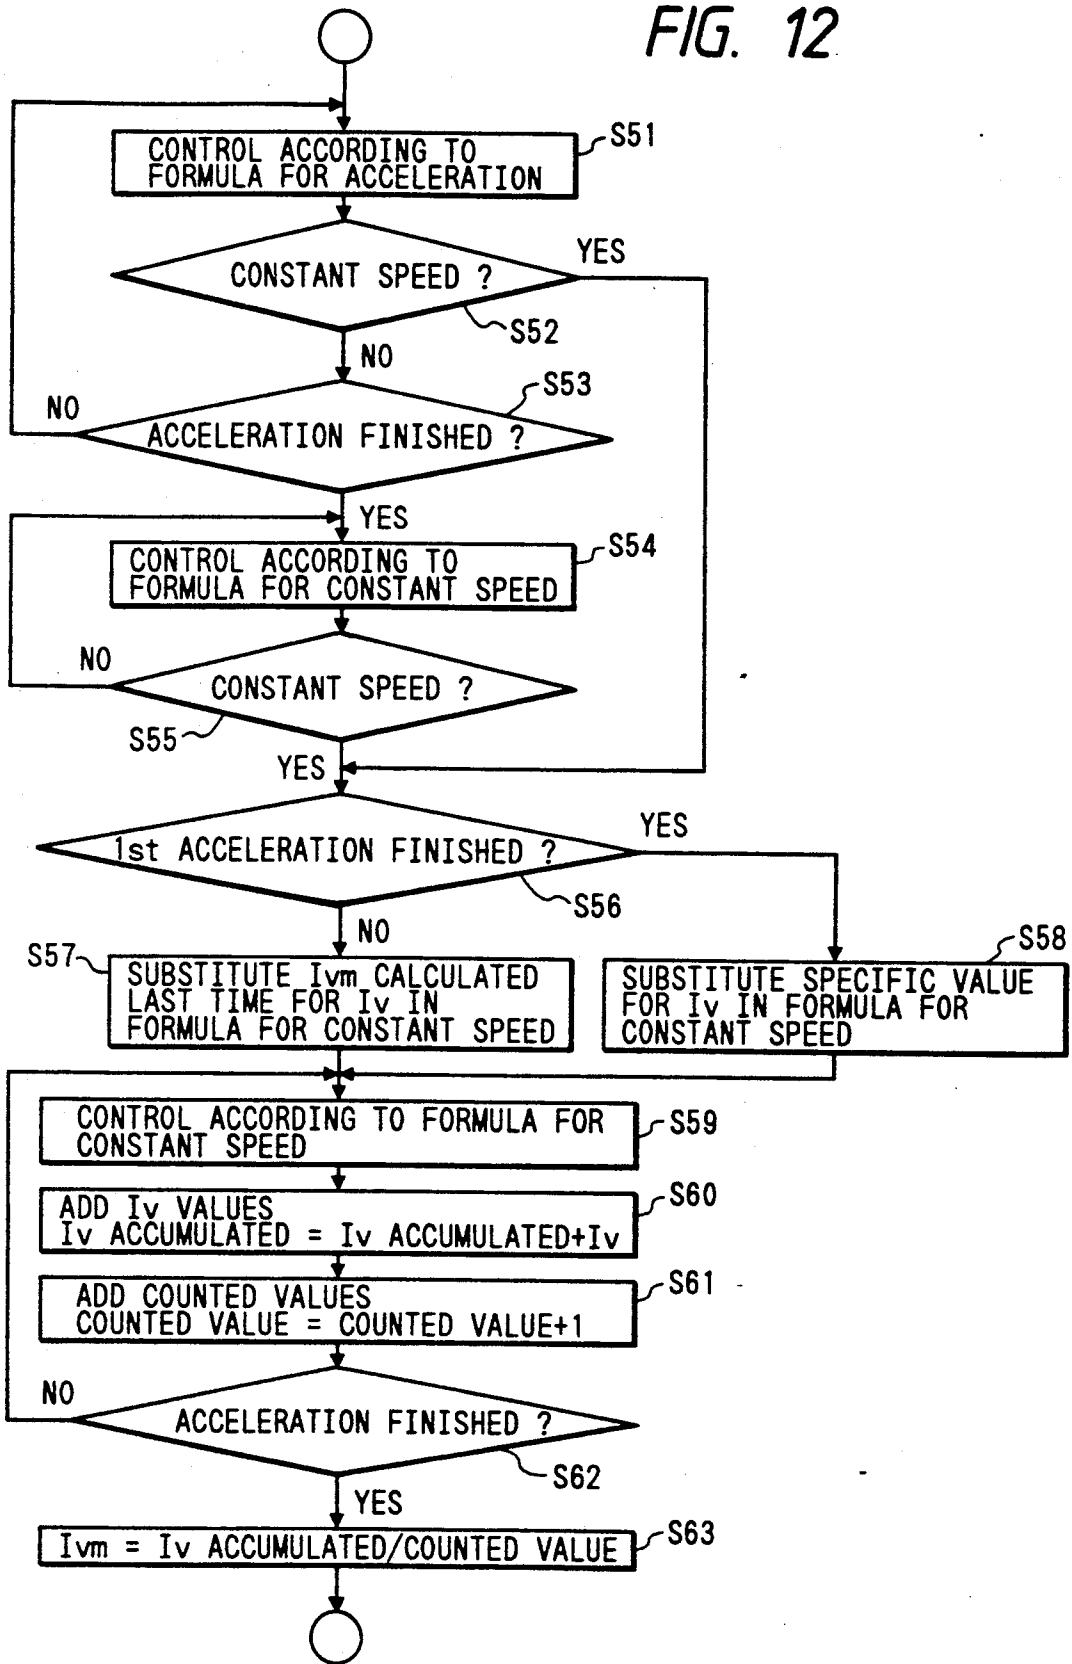 FIG. 12
S51
CONTROL ACCORDING TO
FORMULA FOR ACCELERATION
YES
CONSTANT SPEED ?
S52
NO
S53
NO
ACCELERATION FINISHED ?
YES
S54
CONTROL ACCORDING TO
FORMULA FOR CONSTANT SPEED
NO
CONSTANT SPEED ?
S55
YES
YES
1st ACCELERATION FINISHED ?
S56
NO
S57
SUBSTITUTE Ivm CALCULATED
LAST TIME FOR Iv IN
FORMULA FOR CONSTANT SPEED
S58
SUBSTITUTE SPECIFIC VALUE
FOR Iv IN FORMULA FOR
CONSTANT SPEED
CONTROL ACCORDING TO FORMULA FOR
CONSTANT SPEED
S59
ADD Iv VALUES
Iv ACCUMULATED = Iv ACCUMULATED+Iv
S60
ADD COUNTED VALUES
COUNTED VALUE = COUNTED VALUE+1
S61
NO
ACCELERATION FINISHED ?
S62
YES
Ivm = Iv ACCUMULATED/COUNTED VALUE
S63